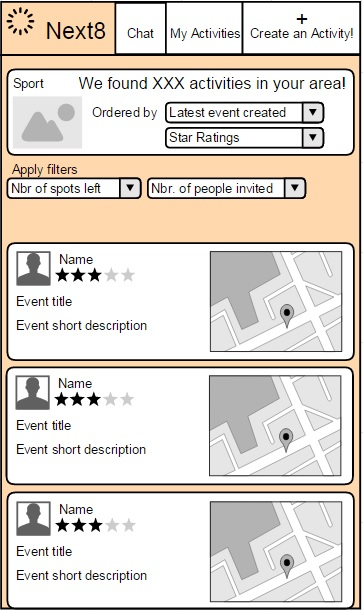 Next8
Chat
My Activities
+
Create an Activity!
Sport
We found XXX activities in your area!
Ordered by
Latest event created
Star Ratings
Apply filters
Nbr of spots left
Nbr. of people invited
Name
Event title
Event short description
Name
Event title
Event short description
Name
Event title
Event short description